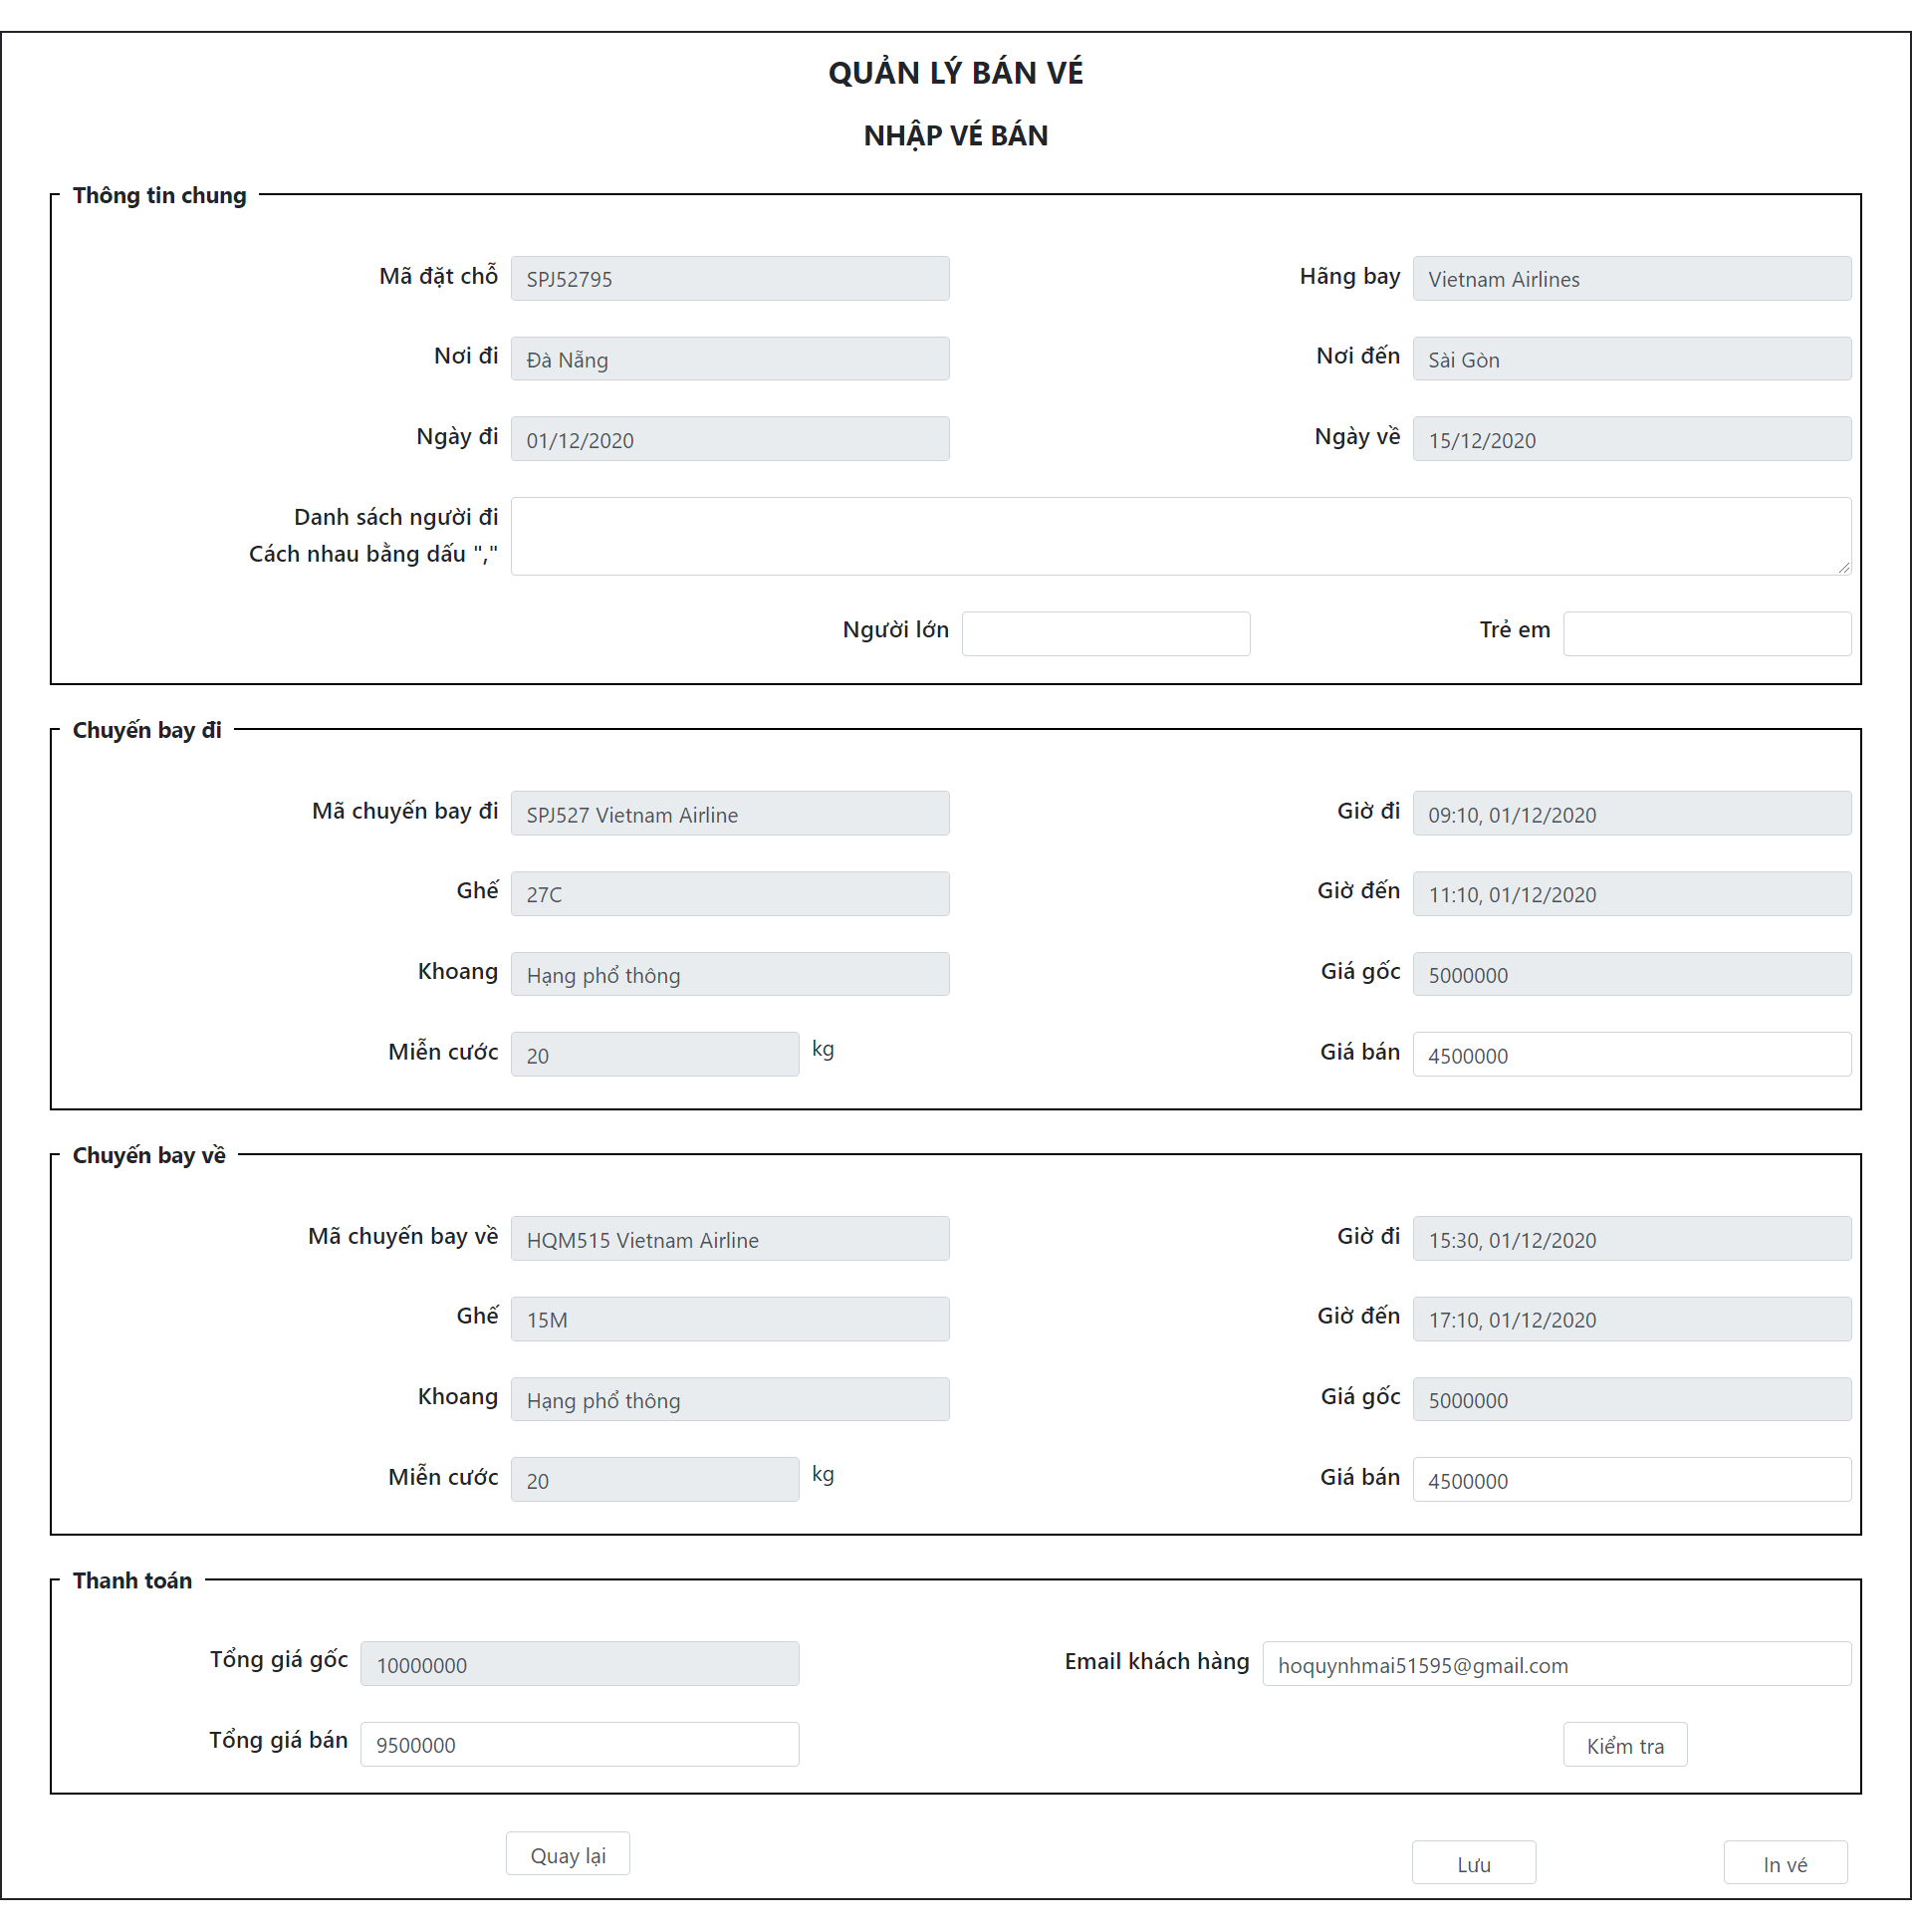 QUẢN LÝ BÁN VÉ
NHẬP VÉ BÁN
Thông tin chung
Mã đặt chỗ SPJ52795 Hãng bay Vietnam Airlines
Nơi đi Đà Nẵng Nơi đến Sài Gòn
Ngày đi 01/12/2020 Ngày về 15/12/2020
Danh sách người đi
Cách nhau bằng dấu ","
Người lớn Trẻ em
Chuyến bay đi
Mã chuyến bay đi SPJ527 Vietnam Airline Giờ đi 09:10, 01/12/2020
Ghế 27C Giờ đến 11:10, 01/12/2020
Khoang Hạng phổ thông Giá gốc 5000000
Miễn cước 20 kg Giá bán 4500000
Chuyến bay về
Mã chuyến bay về HQM515 Vietnam Airline Giờ đi 15:30, 01/12/2020
Ghế 15M Giờ đến 17:10, 01/12/2020
Khoang Hạng phổ thông Giá gốc 5000000
Miễn cước 20 kg Giá bán 4500000
Thanh toán
Tổng giá gốc 10000000 Email khách hàng hoquynhmai51595@gmail.com
Tổng giá bán 9500000 Kiểm tra
Quay lại Lưu In vé